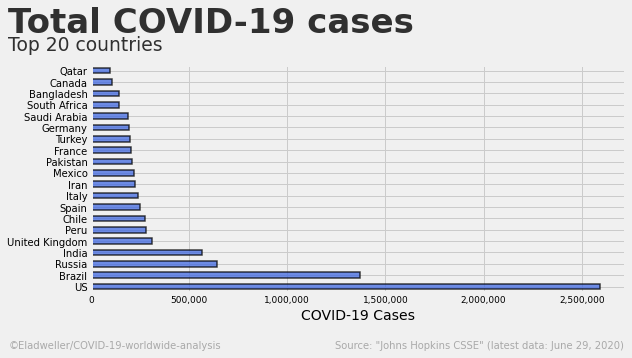 Total COVID-19 cases
Top 20 countries
Qatar
Canada
Bangladesh
South Africa
Saudi Arabia
Germany
Turkey
France
Pakistan
Mexico
Iran
Italy
Spain
Chile
Peru
United Kingdom
India
Russia
Brazil
US
0 500,000 1,000,000 1,500,000 2,000,000 2,500,000
COVID-19 Cases
©Eladweller/COVID-19-worldwide-analysis Source: "Johns Hopkins CSSE" (latest data: June 29, 2020)